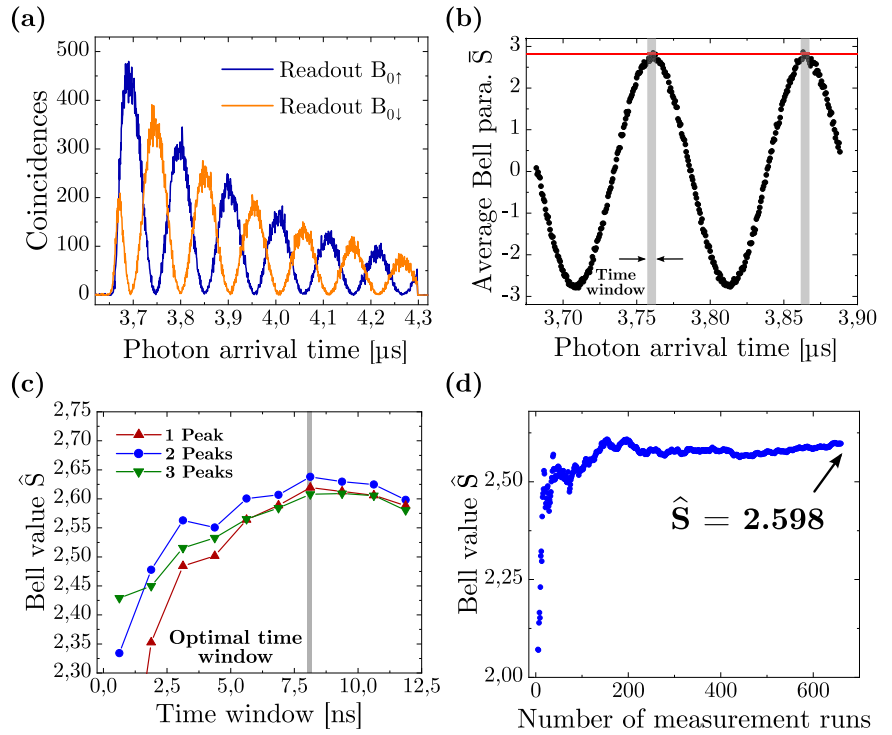 (a)
500
400
300
200
100
0
Coincidences
Readout B0↑
Readout B0↓
3,7 3,8 3,9 4,0 4,1 4,2 4,3
Photon arrival time [µs]
(b)
3
2
1
0
-1
-2
-3
Average Bell para. S̄
Time
window
3,70 3,76 3,83 3,86 3,90
Photon arrival time [µs]
(c)
2,75
2,70
2,65
2,60
2,55
2,50
2,45
2,40
2,35
2,30
Bell value Ŝ
1 Peak
2 Peaks
3 Peaks
Optimal time
window
0,0 2,5 5,0 7,5 10,0 12,5
Time window [ns]
(d)
2,50
2,25
2,00
Bell value Ŝ
Ŝ = 2.598
0 200 400 600
Number of measurement runs